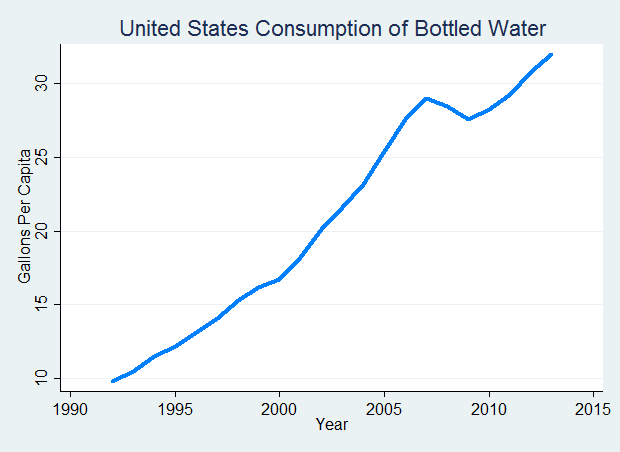 United States Consumption of Bottled Water
Gallons Per Capita
30
25
20
15
10
1990 1995 2000 2005 2010 2015
Year